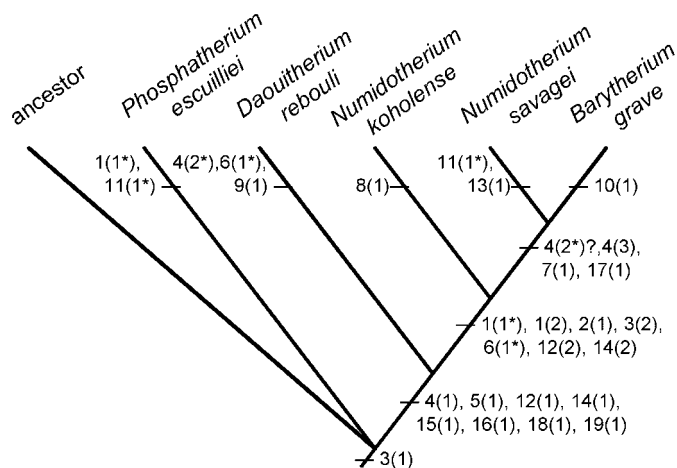 ancestor
Phosphatherium
escuilliei
Daouitherium
rebouli
Numidotherium
koholense
Numidotherium
savagei
Barytherium
grave
1(1*),
11(1*)
4(2*),6(1*),
9(1)
8(1)
11(1*),
13(1)
10(1)
4(2*)?,4(3),
7(1), 17(1)
1(1*), 1(2), 2(1), 3(2),
6(1*), 12(2), 14(2)
4(1), 5(1), 12(1), 14(1),
15(1), 16(1), 18(1), 19(1)
3(1)